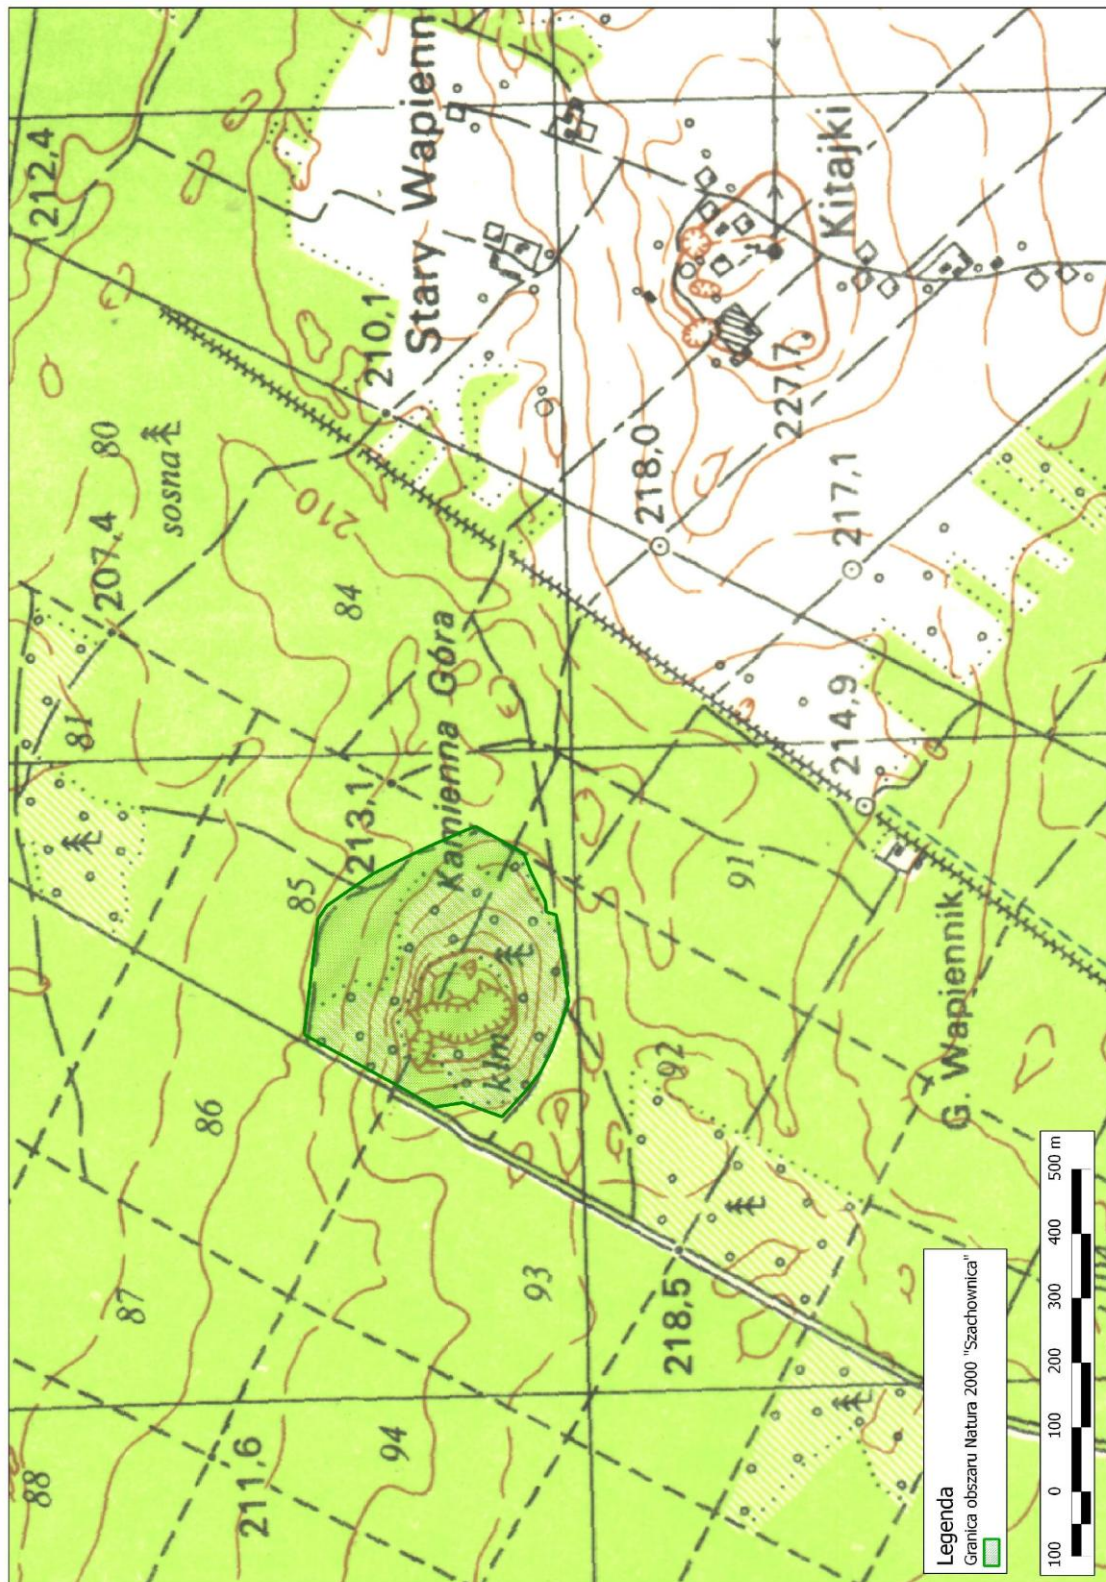 88
212,4
81
80
207,4
87
sosna
86
211,6
85
210
84
213,1
210,1
94
Stary Wapienn
Kamienna Góra
klm
93
218,0
92
218,5
91
227,7
Kitajki
217,1
214,9
G. Wapiennik
Legenda
Granica obszaru Natura 2000 "Szachownica"
100 0 100 200 300 400 500 m